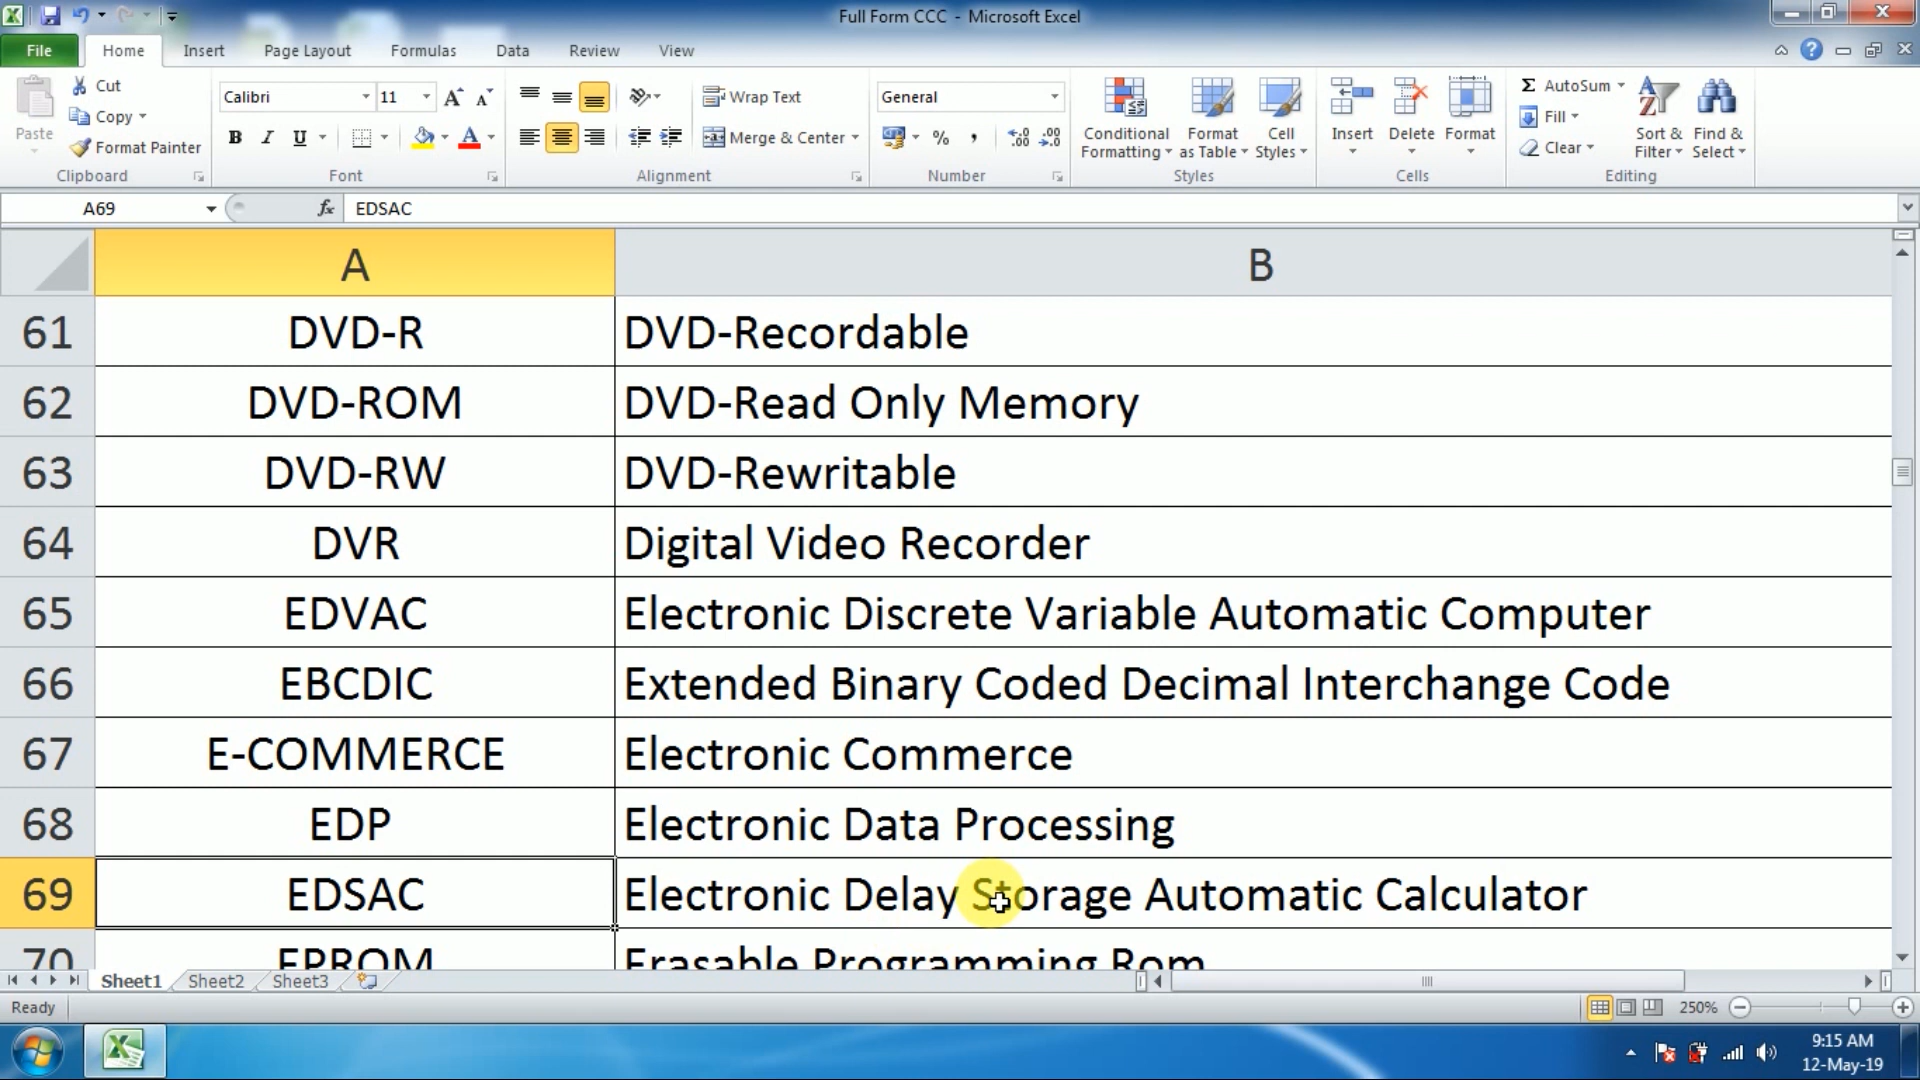 Full Form CCC - Microsoft Excel
File Home Insert Page Layout Formulas Data Review View
Paste
Cut
Copy
Format Painter
Clipboard
Calibri 11 A A
B I U A
Font
Wrap Text
Merge & Center
Alignment
General
% ,
Number
Conditional Formatting
Format as Table
Cell Styles
Styles
Insert Delete Format
Cells
Σ AutoSum
Fill
Clear
Sort & Filter
Find & Select
Editing
A69 fx EDSAC
A B
61 DVD-R DVD-Recordable
62 DVD-ROM DVD-Read Only Memory
63 DVD-RW DVD-Rewritable
64 DVR Digital Video Recorder
65 EDVAC Electronic Discrete Variable Automatic Computer
66 EBCDIC Extended Binary Coded Decimal Interchange Code
67 E-COMMERCE Electronic Commerce
68 EDP Electronic Data Processing
69 EDSAC Electronic Delay Storage Automatic Calculator
70 EPROM Erasable Programming Rom
Sheet1 Sheet2 Sheet3
Ready 250%
9:15 AM
12-May-19